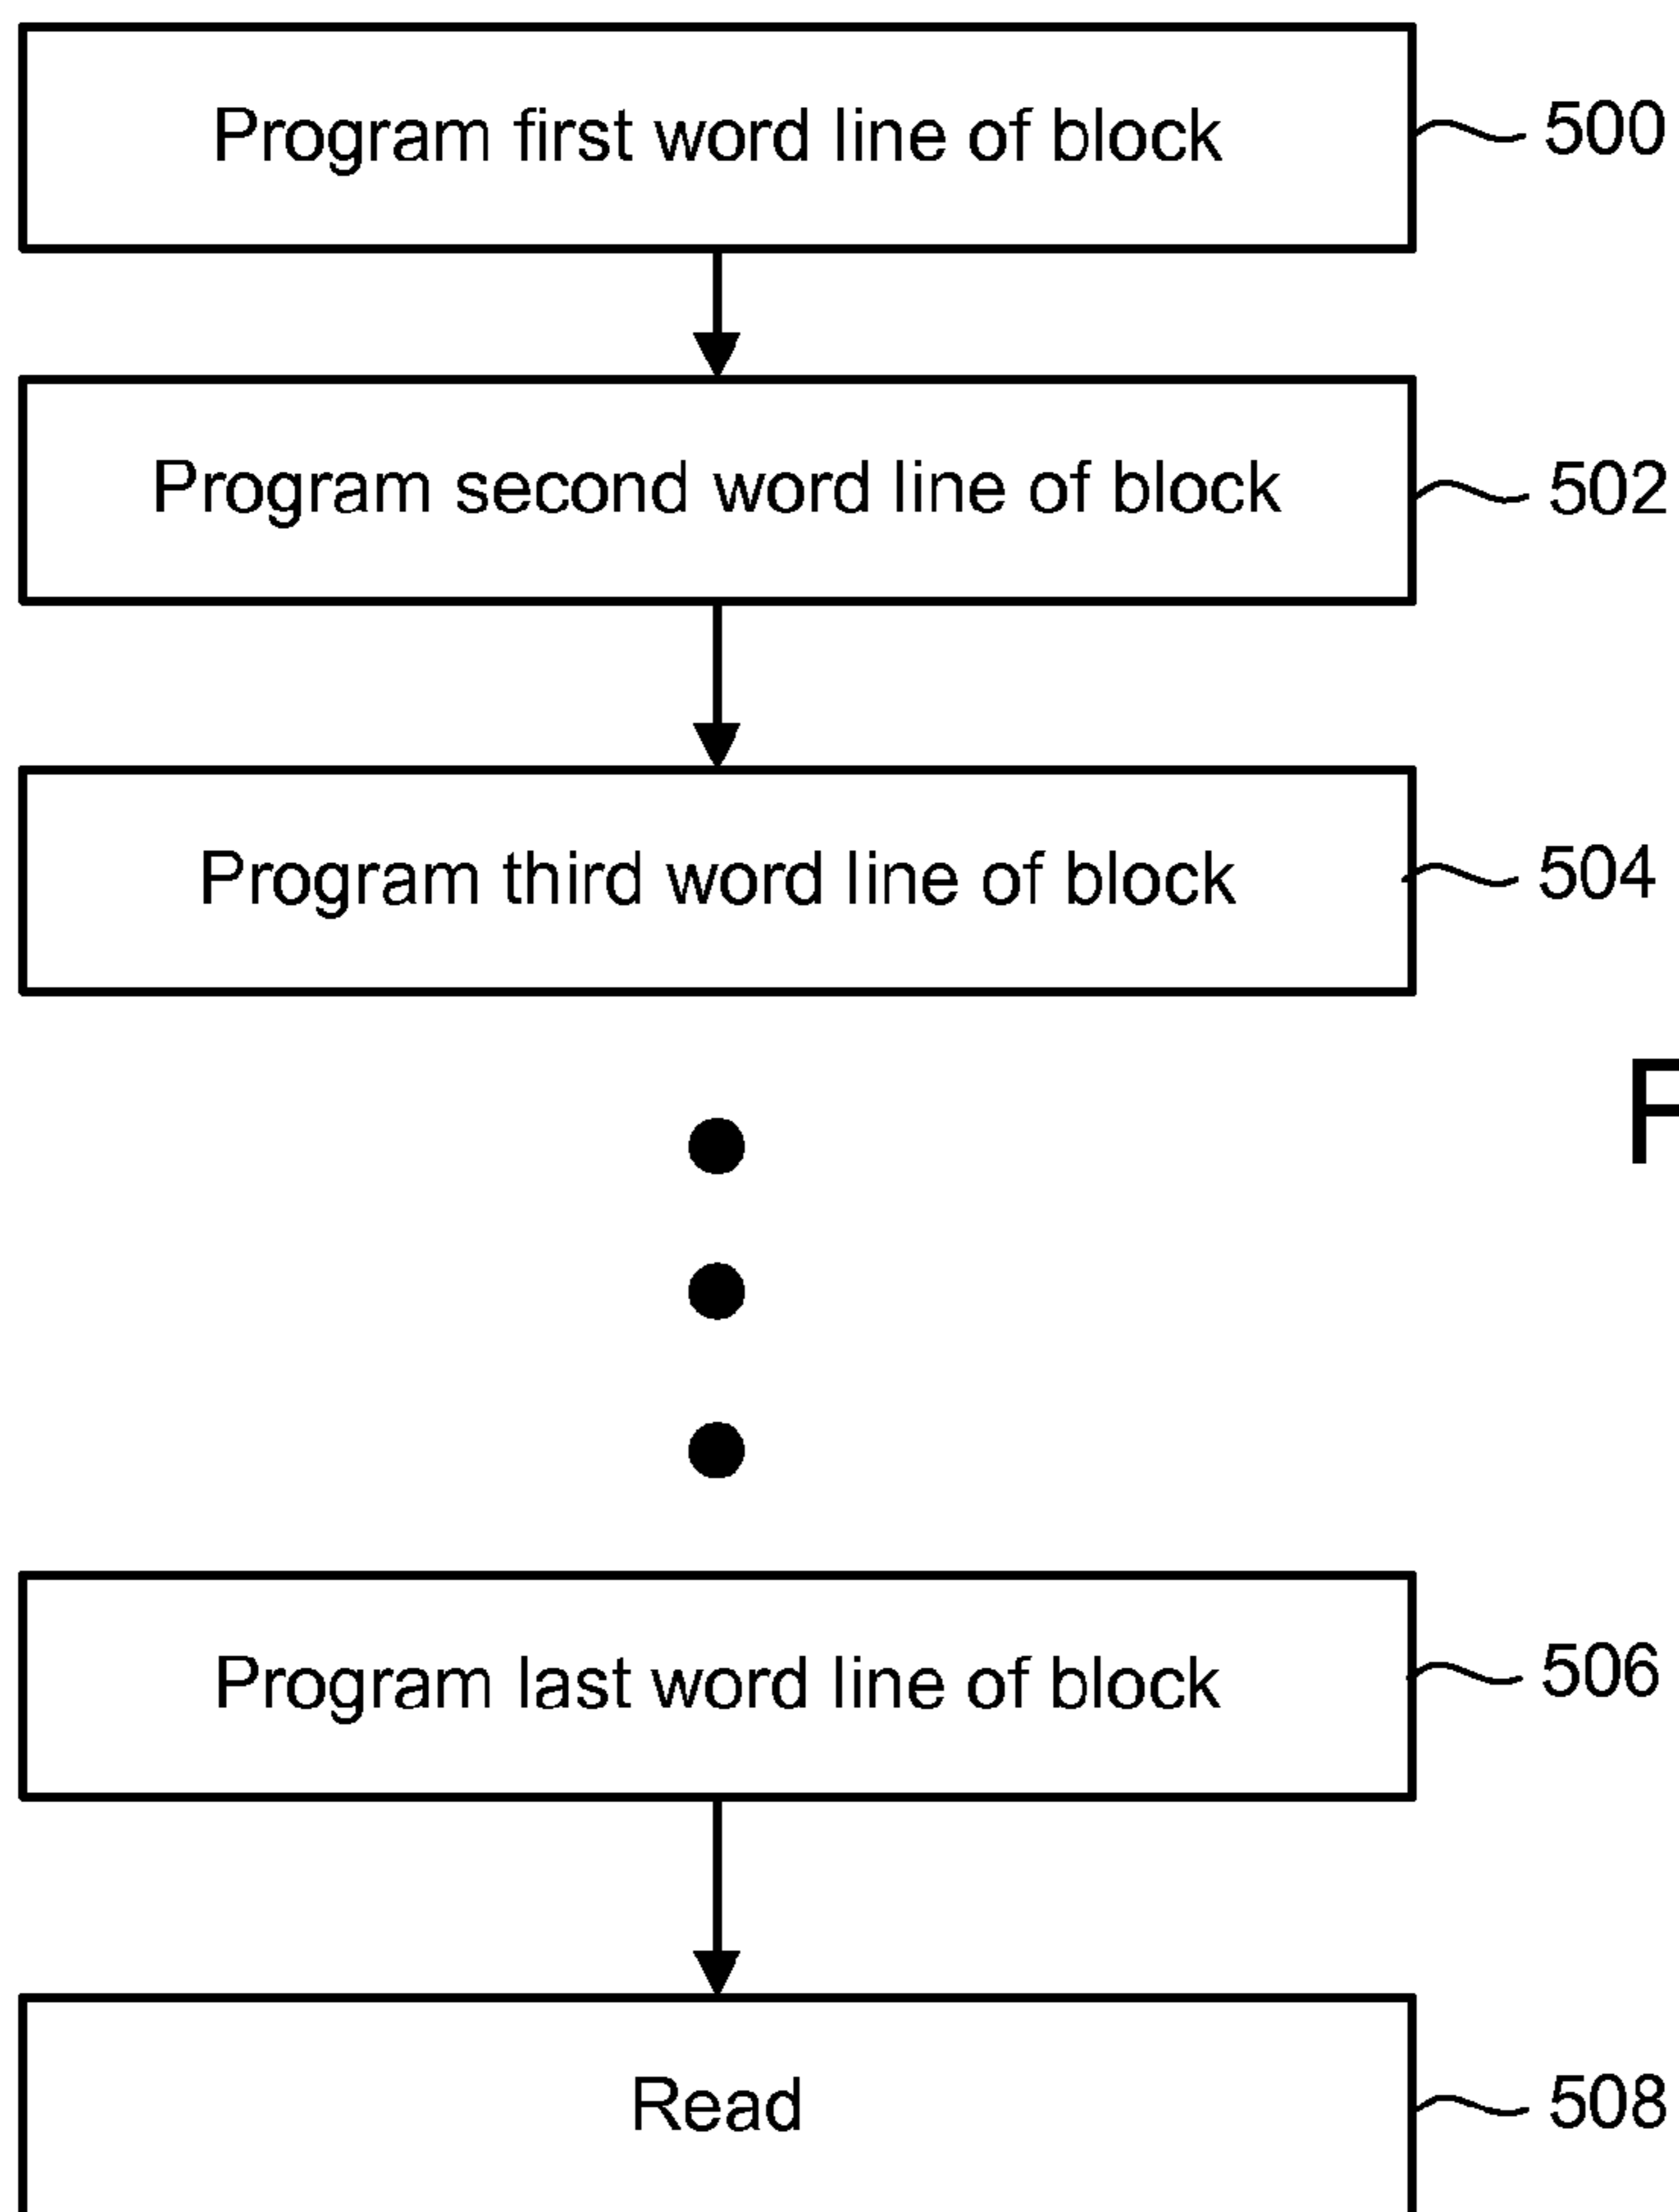 Program first word line of block
500
Program second word line of block
502
Program third word line of block
504
F
Program last word line of block
506
Read
508